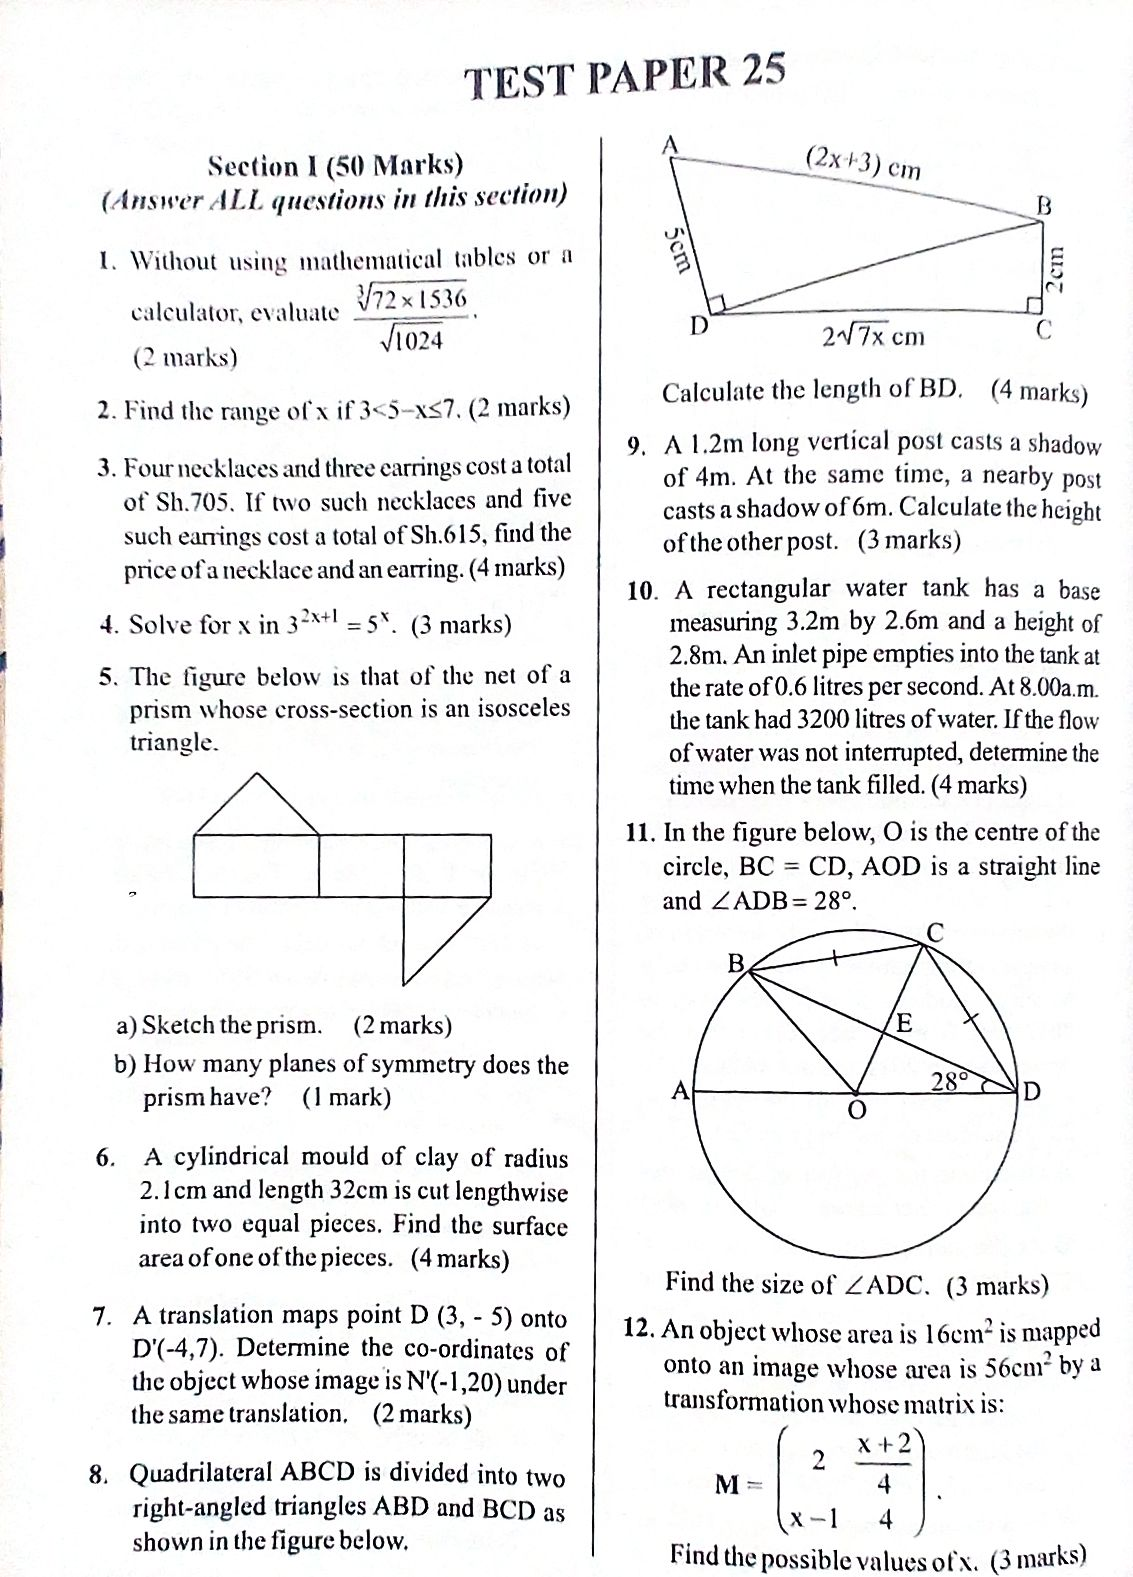 TEST PAPER 25
Section I (50 Marks)
(Answer ALL questions in this section)
1. Without using mathematical tables or a
calculator, evaluate ∛72×1536 / √1024 .
(2 marks)
2. Find the range of x if 3<5–x≤7. (2 marks)
3. Four necklaces and three earrings cost a total
of Sh.705. If two such necklaces and five
such earrings cost a total of Sh.615, find the
price of a necklace and an earring. (4 marks)
4. Solve for x in 3²ˣ⁺¹ = 5ˣ. (3 marks)
5. The figure below is that of the net of a
prism whose cross-section is an isosceles
triangle.
a) Sketch the prism. (2 marks)
b) How many planes of symmetry does the
prism have? (1 mark)
6. A cylindrical mould of clay of radius
2.1cm and length 32cm is cut lengthwise
into two equal pieces. Find the surface
area of one of the pieces. (4 marks)
7. A translation maps point D (3, - 5) onto
D'(-4,7). Determine the co-ordinates of
the object whose image is N'(-1,20) under
the same translation. (2 marks)
8. Quadrilateral ABCD is divided into two
right-angled triangles ABD and BCD as
shown in the figure below.
A
(2x+3) cm
B
5cm
2cm
D
2√7x cm
C
Calculate the length of BD. (4 marks)
9. A 1.2m long vertical post casts a shadow
of 4m. At the same time, a nearby post
casts a shadow of 6m. Calculate the height
of the other post. (3 marks)
10. A rectangular water tank has a base
measuring 3.2m by 2.6m and a height of
2.8m. An inlet pipe empties into the tank at
the rate of 0.6 litres per second. At 8.00a.m.
the tank had 3200 litres of water. If the flow
of water was not interrupted, determine the
time when the tank filled. (4 marks)
11. In the figure below, O is the centre of the
circle, BC = CD, AOD is a straight line
and ∠ADB = 28°.
C
B
E
A
28°
D
O
Find the size of ∠ADC. (3 marks)
12. An object whose area is 16cm² is mapped
onto an image whose area is 56cm² by a
transformation whose matrix is:
M = ( 2 x+2/4
x–1 4 ) .
Find the possible values of x. (3 marks)